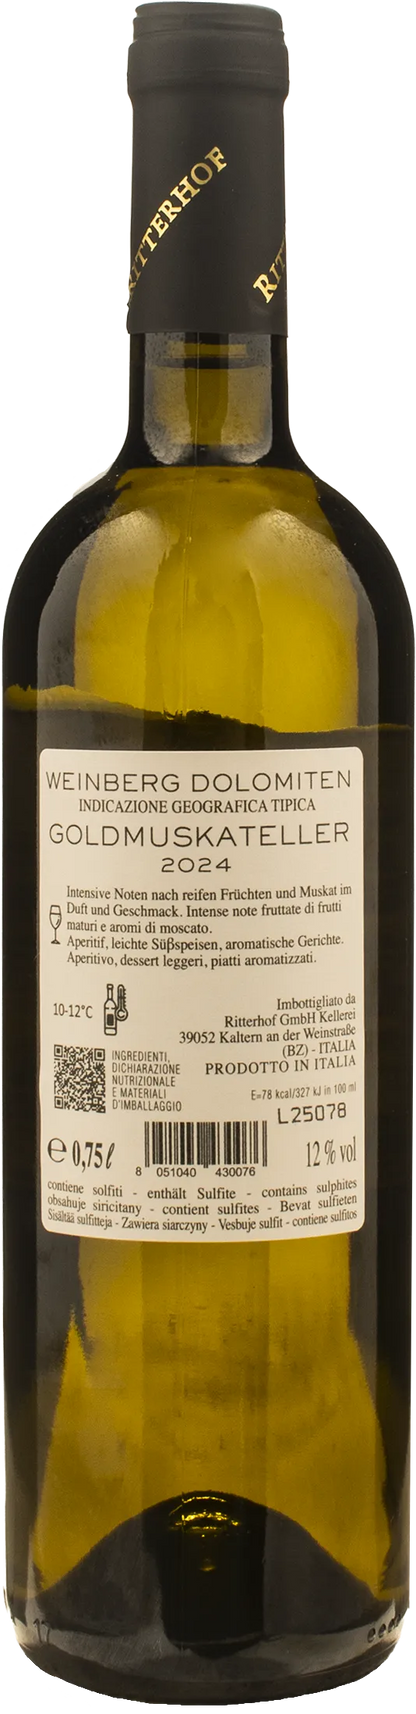 RITTERHOF
RIT
WEINBERG DOLOMITEN
INDICAZIONE GEOGRAFICA TIPICA
GOLDMUSKATELLER
2024
Intensive Noten nach reifen Früchten und Muskat im
Duft und Geschmack. Intense note fruttate di frutti
maturi e aromi di moscato.
Aperitif, leichte Süβspeisen, aromatische Gerichte.
Aperitivo, dessert leggeri, piatti aromatizzati.
10-12°C
Imbottigliato da
Ritterhof GmbH Kellerei
39052 Kaltern an der Weinstraße
(BZ) - ITALIA
PRODOTTO IN ITALIA
INGREDIENTI,
DICHIARAZIONE
NUTRIZIONALE
E MATERIALI
D'IMBALLAGGIO
E=78 kcal/327 kJ in 100 ml
L25078
e 0,75 ℓ
8 051040 430076
12 % vol
contiene solfiti - enthält Sulfite - contains sulphites
obsahuje siricitany - contient sulfites - Bevat sulfieten
Sisältää sulfitteja - Zawiera siarczyny - Vesbuje sulfit - contiene sulfitos